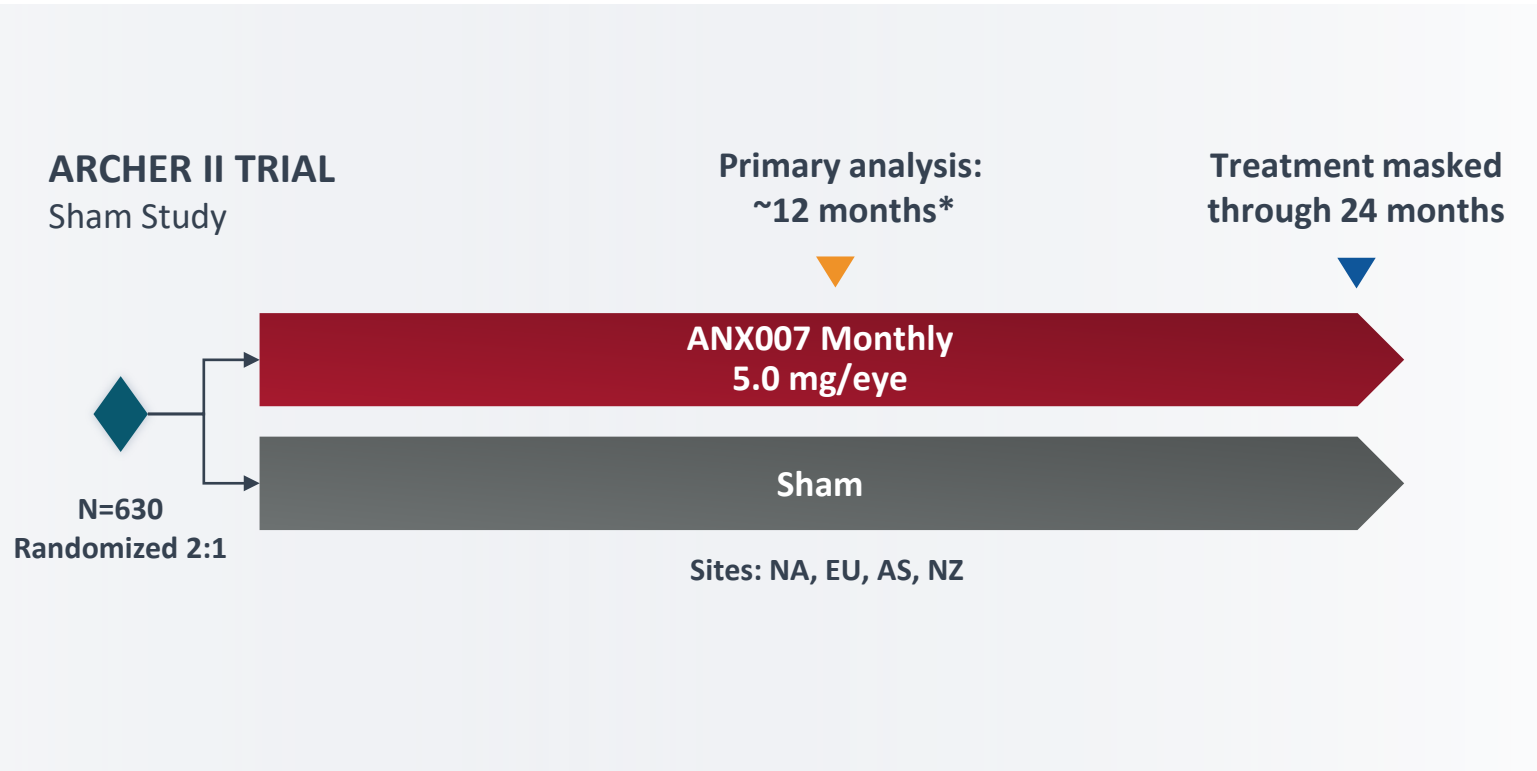 ARCHER II TRIAL
Sham Study
Primary analysis:
~12 months*
Treatment masked
through 24 months
ANX007 Monthly
5.0 mg/eye
Sham
N=630
Randomized 2:1
Sites: NA, EU, AS, NZ